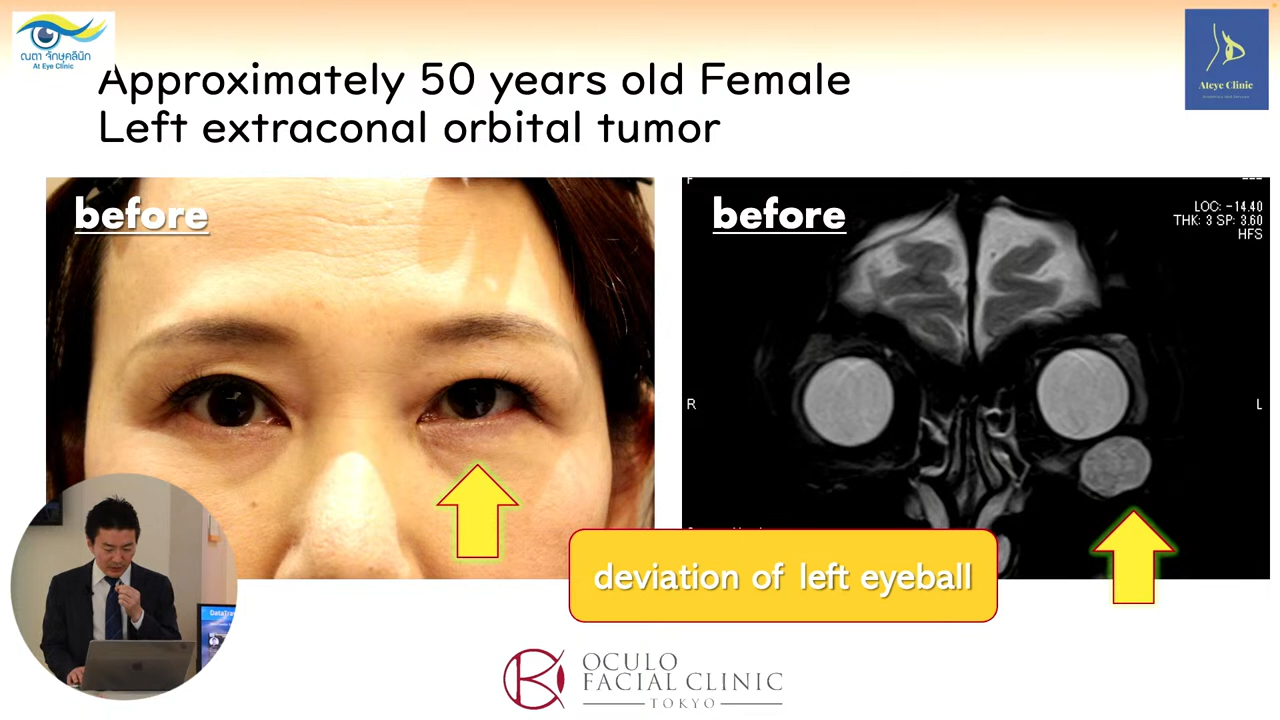 ณตา จักษุคลีนิก
At Eye Clinic
Ateye Clinic
Approximately 50 years old Female
Left extraconal orbital tumor
before
before
LOC: -14.40
THK: 3 SP: 3.60
HFS
R
L
deviation of left eyeball
OCULO
FACIAL CLINIC
TOKYO